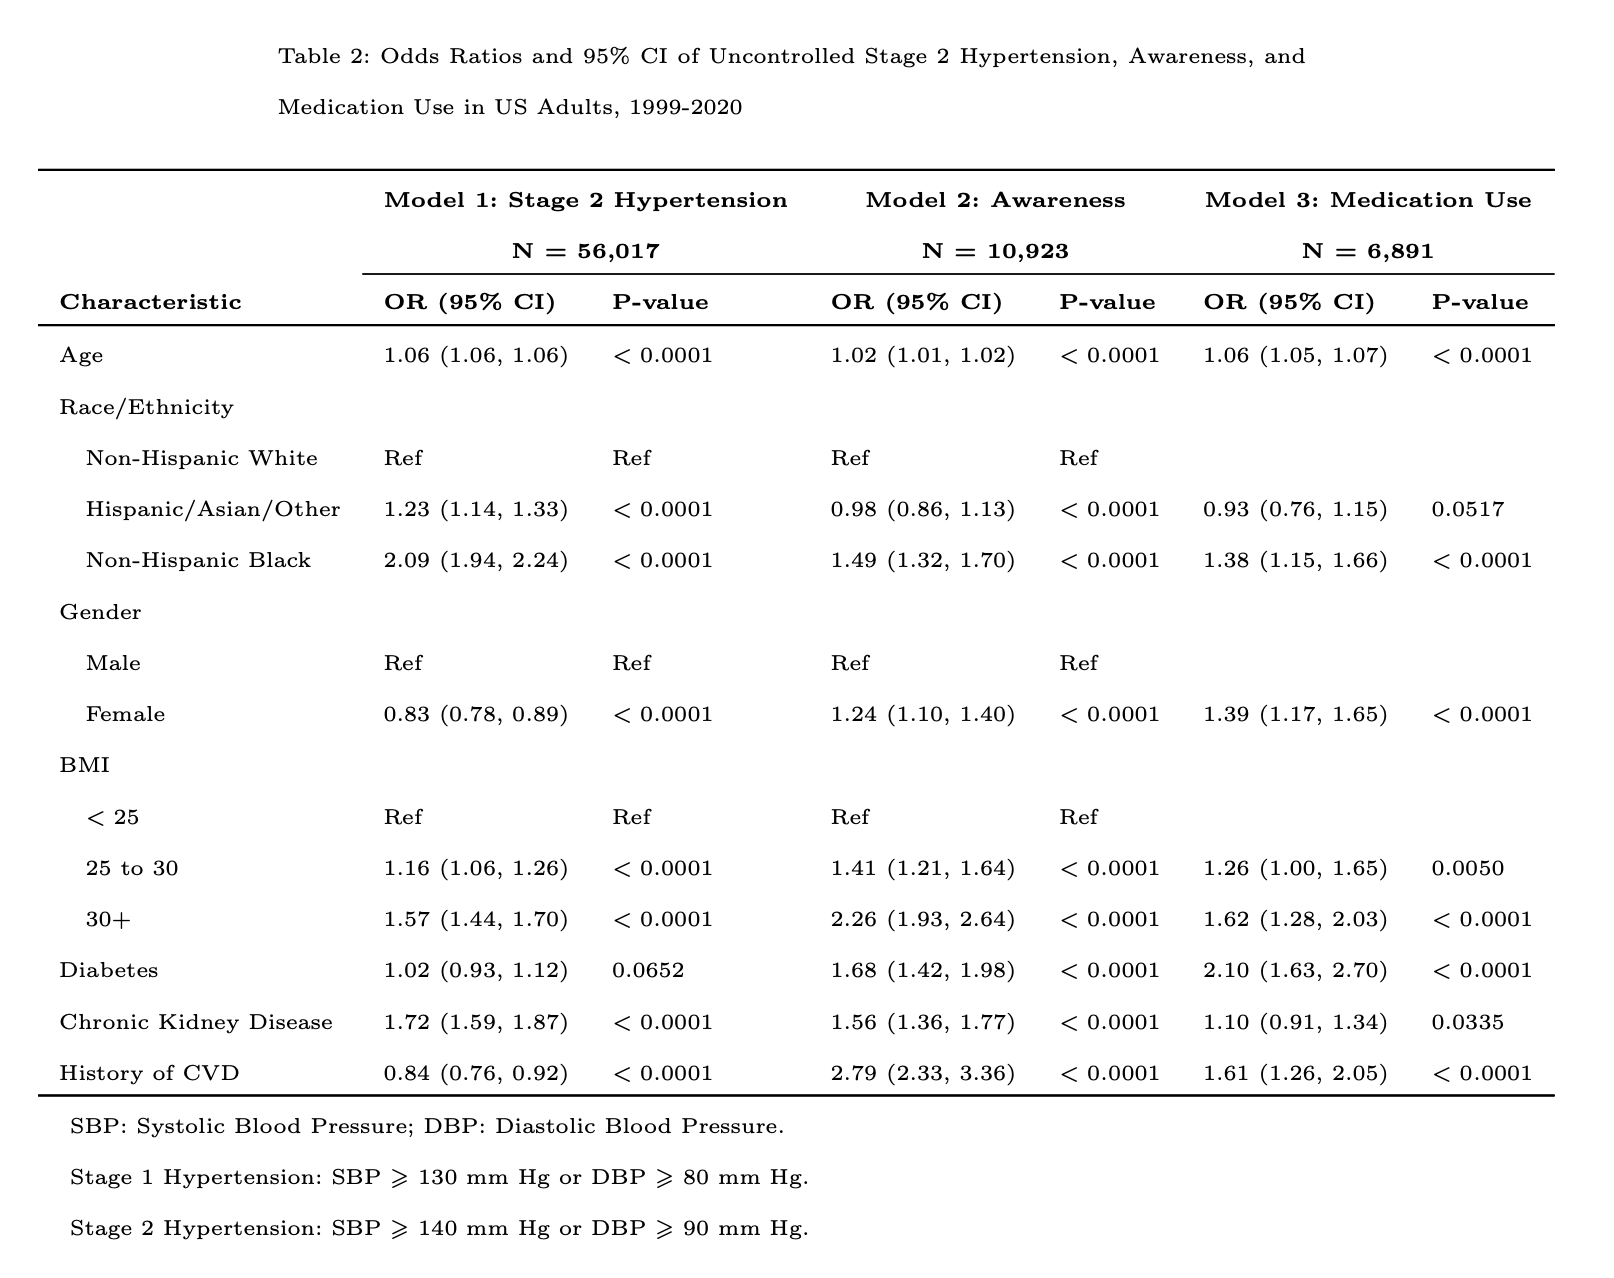 Table 2: Odds Ratios and 95% CI of Uncontrolled Stage 2 Hypertension, Awareness, and
Medication Use in US Adults, 1999-2020
Model 1: Stage 2 Hypertension Model 2: Awareness Model 3: Medication Use
N = 56,017 N = 10,923 N = 6,891
Characteristic OR (95% CI) P-value OR (95% CI) P-value OR (95% CI) P-value
Age 1.06 (1.06, 1.06) < 0.0001 1.02 (1.01, 1.02) < 0.0001 1.06 (1.05, 1.07) < 0.0001
Race/Ethnicity
Non-Hispanic White Ref Ref Ref Ref
Hispanic/Asian/Other 1.23 (1.14, 1.33) < 0.0001 0.98 (0.86, 1.13) < 0.0001 0.93 (0.76, 1.15) 0.0517
Non-Hispanic Black 2.09 (1.94, 2.24) < 0.0001 1.49 (1.32, 1.70) < 0.0001 1.38 (1.15, 1.66) < 0.0001
Gender
Male Ref Ref Ref Ref
Female 0.83 (0.78, 0.89) < 0.0001 1.24 (1.10, 1.40) < 0.0001 1.39 (1.17, 1.65) < 0.0001
BMI
< 25 Ref Ref Ref Ref
25 to 30 1.16 (1.06, 1.26) < 0.0001 1.41 (1.21, 1.64) < 0.0001 1.26 (1.00, 1.65) 0.0050
30+ 1.57 (1.44, 1.70) < 0.0001 2.26 (1.93, 2.64) < 0.0001 1.62 (1.28, 2.03) < 0.0001
Diabetes 1.02 (0.93, 1.12) 0.0652 1.68 (1.42, 1.98) < 0.0001 2.10 (1.63, 2.70) < 0.0001
Chronic Kidney Disease 1.72 (1.59, 1.87) < 0.0001 1.56 (1.36, 1.77) < 0.0001 1.10 (0.91, 1.34) 0.0335
History of CVD 0.84 (0.76, 0.92) < 0.0001 2.79 (2.33, 3.36) < 0.0001 1.61 (1.26, 2.05) < 0.0001
SBP: Systolic Blood Pressure; DBP: Diastolic Blood Pressure.
Stage 1 Hypertension: SBP ⩾ 130 mm Hg or DBP ⩾ 80 mm Hg.
Stage 2 Hypertension: SBP ⩾ 140 mm Hg or DBP ⩾ 90 mm Hg.